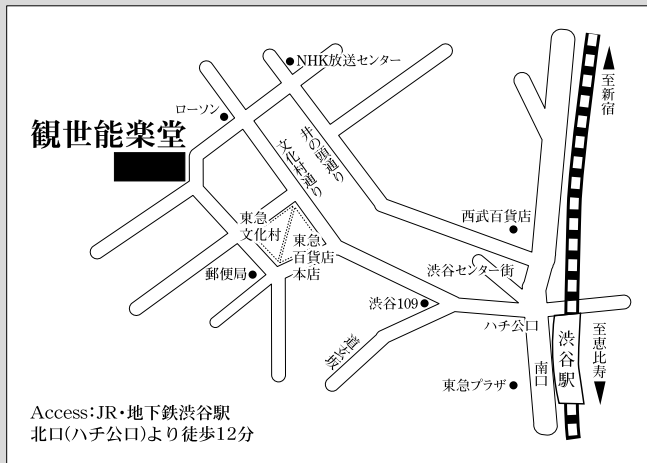 NHK放送センター
至新宿
ローソン
観世能楽堂
井の頭通り
文化村通り
東急
文化村
西武百貨店
東急
百貨店
本店
渋谷センター街
郵便局
渋谷109
ハチ公口
至恵比寿
渋谷駅
道玄坂
南口
東急プラザ
Access:JR・地下鉄渋谷駅
北口(ハチ公口)より徒歩12分